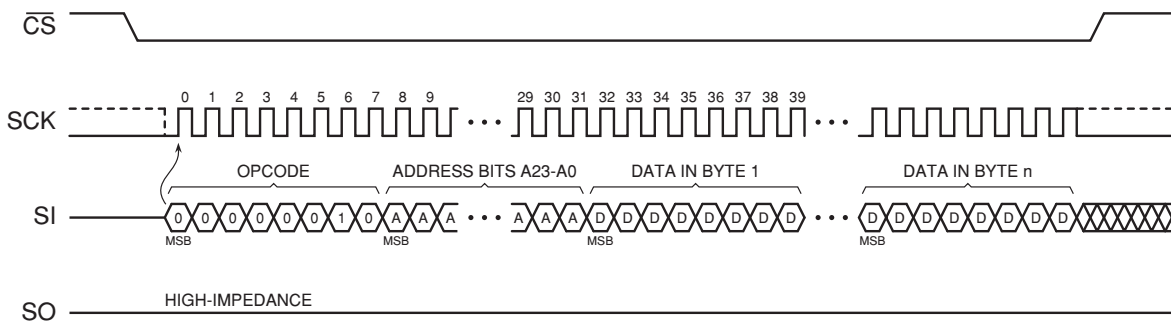 CS
SCK
0 1 2 3 4 5 6 7 8 9 29 30 31 32 33 34 35 36 37 38 39
OPCODE ADDRESS BITS A23-A0 DATA IN BYTE 1 DATA IN BYTE n
SI
0 0 0 0 0 0 1 0 A A A A A A D D D D D D D D D D D D D D D D
MSB MSB MSB MSB
HIGH-IMPEDANCE
SO